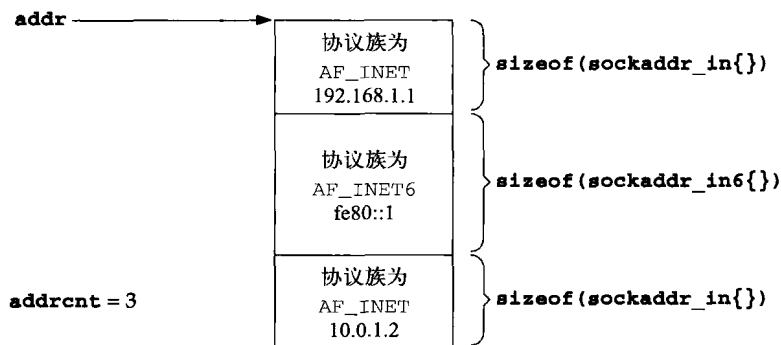 addr
协议族为
AF_INET
192.168.1.1
sizeof(sockaddr_in{})
协议族为
AF_INET6
fe80::1
sizeof(sockaddr_in6{})
协议族为
AF_INET
10.0.1.2
sizeof(sockaddr_in{})
addrcnt = 3